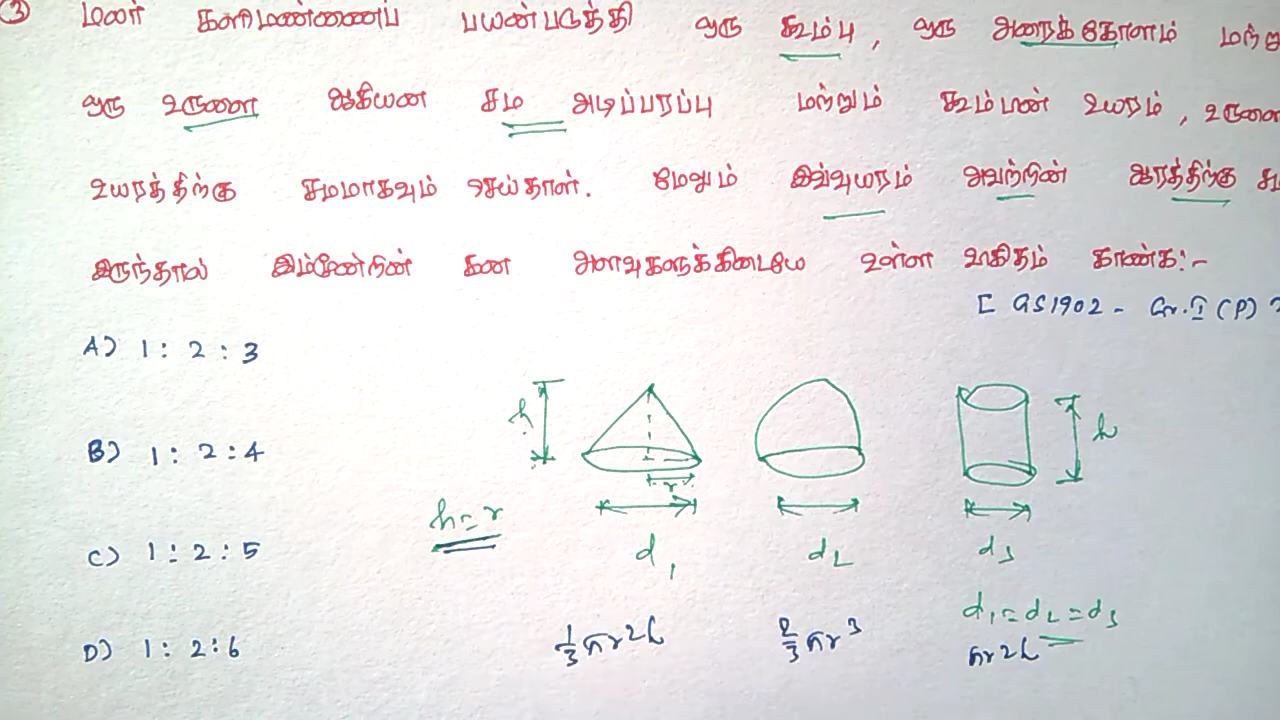 ③ மலர் களிமண்ணைப் பயன்படுத்தி ஒரு கூம்பு, ஒரு அரைக்கோளம் மற்று
ஒரு உருளை ஆகியன சம அடிப்பரப்பு மற்றும் கூம்பின் உயரம், உருளை
உயரத்திற்கு சமமாகவும் செய்தாள். மேலும் இவ்வுயரம் அவற்றின் ஆரத்திற்கு ச
இருந்தால் இம்மூன்றின் கன அளவுகளுக்கிடையே உள்ள விகிதம் காண்க:-
[ GS1902 - Gr.I (P)
A) 1 : 2 : 3
B) 1 : 2 : 4
C) 1 : 2 : 5
D) 1 : 2 : 6
h h
r
h = r
d1 d2 d3
d1 = d2 = d3
1/3 πr2h 2/3 πr³ πr2h